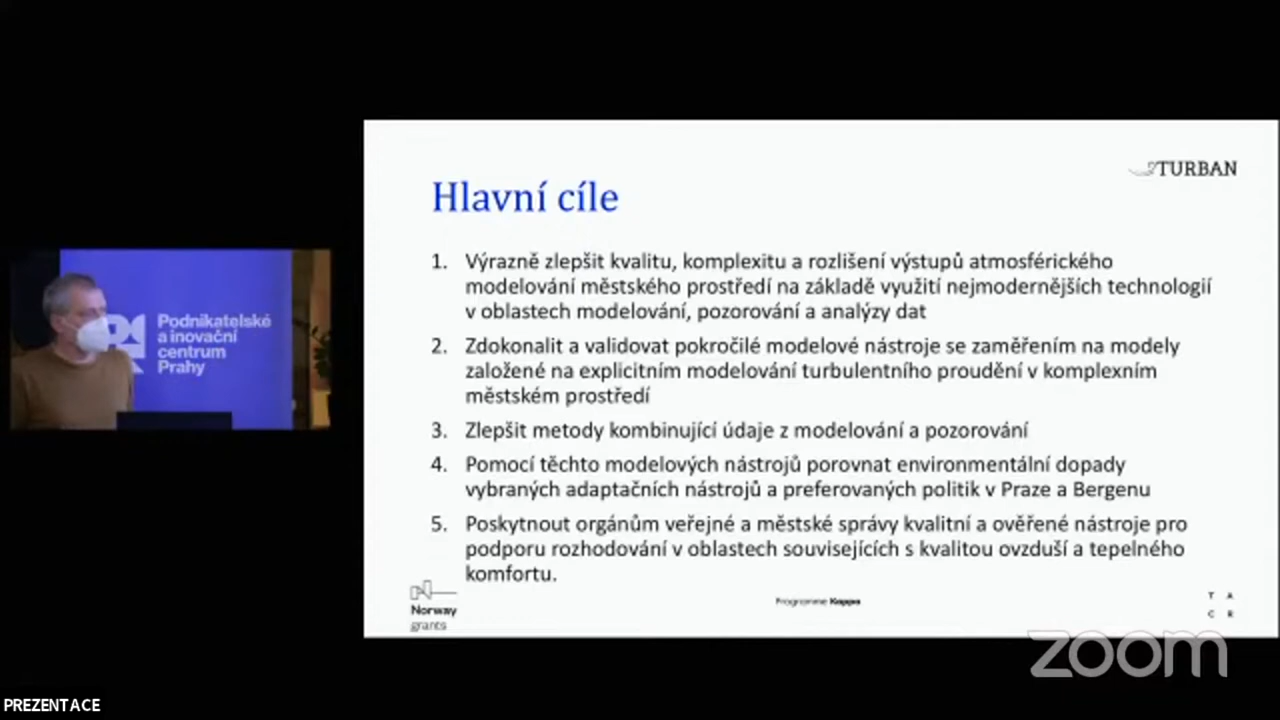 TURBAN
Hlavní cíle
1. Výrazně zlepšit kvalitu, komplexitu a rozlišení výstupů atmosférického
modelování městského prostředí na základě využití nejmodernějších technologií
v oblastech modelování, pozorování a analýzy dat
2. Zdokonalit a validovat pokročilé modelové nástroje se zaměřením na modely
založené na explicitním modelování turbulentního proudění v komplexním
městském prostředí
3. Zlepšit metody kombinující údaje z modelování a pozorování
4. Pomocí těchto modelových nástrojů porovnat environmentální dopady
vybraných adaptačních nástrojů a preferovaných politik v Praze a Bergenu
5. Poskytnout orgánům veřejné a městské správy kvalitní a ověřené nástroje pro
podporu rozhodování v oblastech souvisejících s kvalitou ovzduší a tepelného
komfortu.
Podnikatelské
a inovační
centrum
Prahy
Norway
grants
Programme Kappa
T A
C R
zoom
PREZENTACE